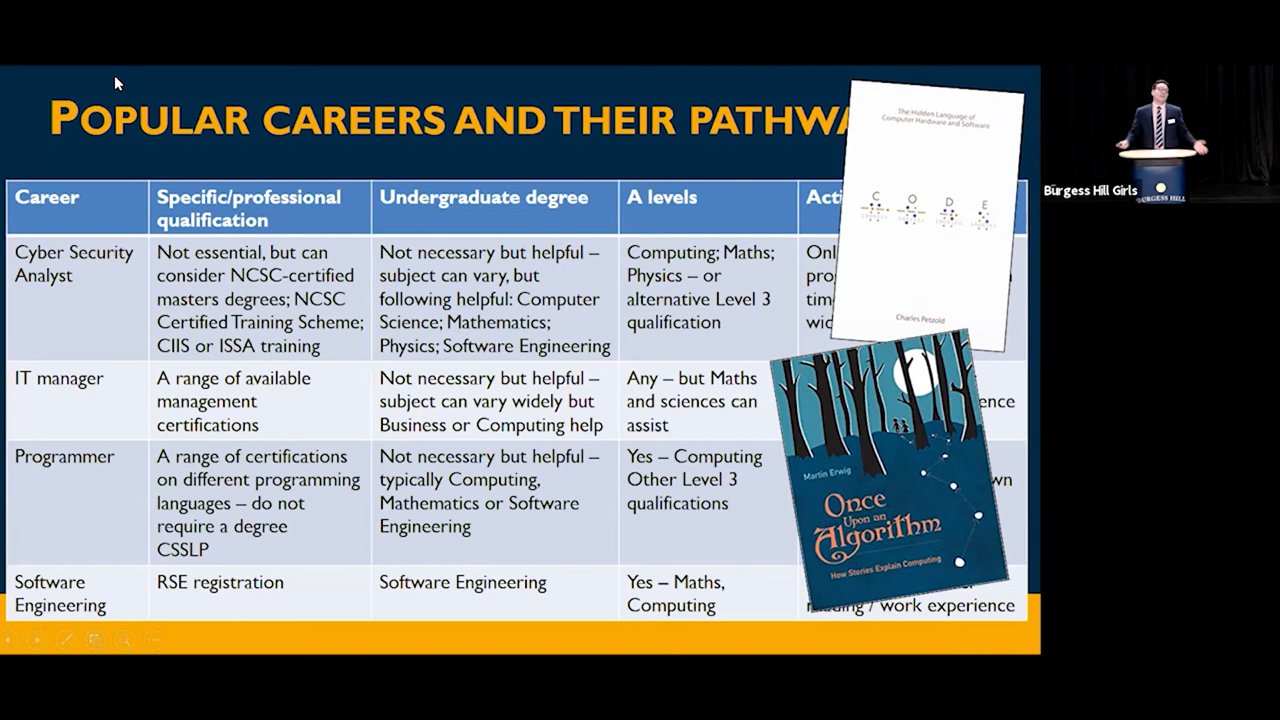 POPULAR CAREERS AND THEIR PATHWA
Career
Specific/professional
qualification
Undergraduate degree
A levels
Cyber Security
Analyst
Not essential, but can
consider NCSC-certified
masters degrees; NCSC
Certified Training Scheme;
CIIS or ISSA training
Not necessary but helpful –
subject can vary, but
following helpful: Computer
Science; Mathematics;
Physics; Software Engineering
Computing; Maths;
Physics – or
alternative Level 3
qualification
IT manager
A range of available
management
certifications
Not necessary but helpful –
subject can vary widely but
Business or Computing help
Any – but Maths
and sciences can
assist
Programmer
A range of certifications
on different programming
languages – do not
require a degree
CSSLP
Not necessary but helpful –
typically Computing,
Mathematics or Software
Engineering
Yes – Computing
Other Level 3
qualifications
Software
Engineering
RSE registration
Software Engineering
Yes – Maths,
Computing
/ work experience
The Hidden Language of
Computer Hardware and Software
C O D E
Charles Petzold
Martin Erwig
Once
Upon an
Algorithm
How Stories Explain Computing
Burgess Hill Girls
BURGESS HILL